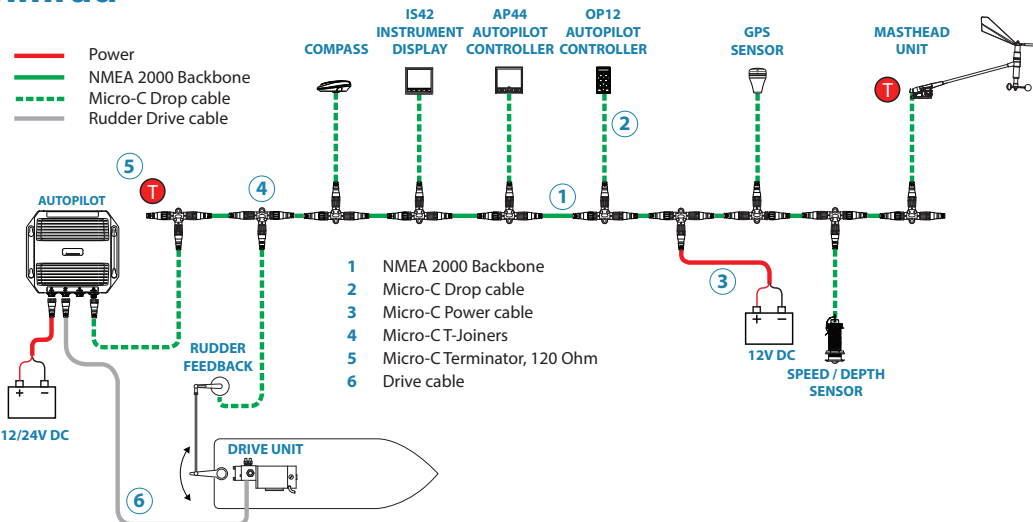 Power
NMEA 2000 Backbone
Micro-C Drop cable
Rudder Drive cable
COMPASS
IS42
INSTRUMENT
DISPLAY
AP44
AUTOPILOT
CONTROLLER
OP12
AUTOPILOT
CONTROLLER
GPS
SENSOR
MASTHEAD
UNIT
T
2
5
T
4
1
AUTOPILOT
3
1 NMEA 2000 Backbone
2 Micro-C Drop cable
3 Micro-C Power cable
4 Micro-C T-Joiners
5 Micro-C Terminator, 120 Ohm
6 Drive cable
+ −
12V DC
SPEED / DEPTH
SENSOR
RUDDER
FEEDBACK
+ −
12/24V DC
DRIVE UNIT
6